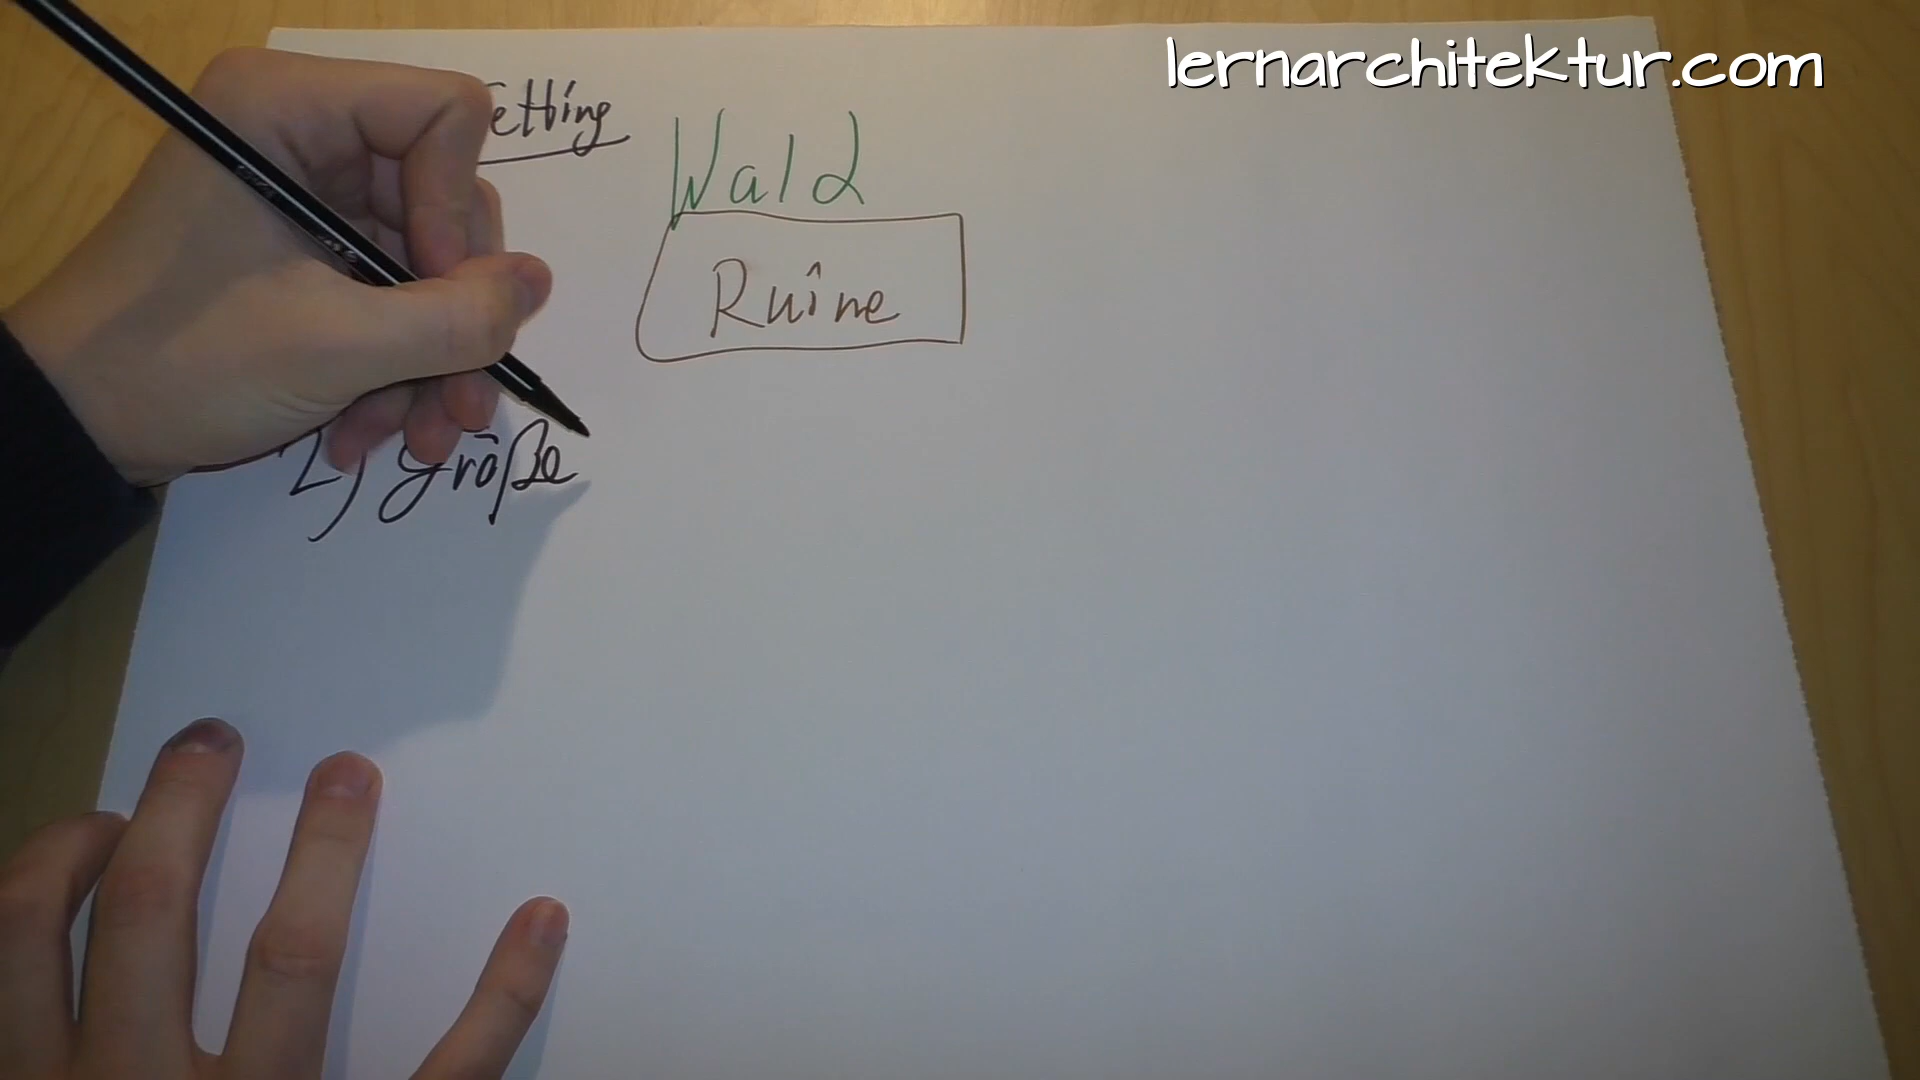 lernarchitektur.com
etting
Wald
Ruine
2) Größe